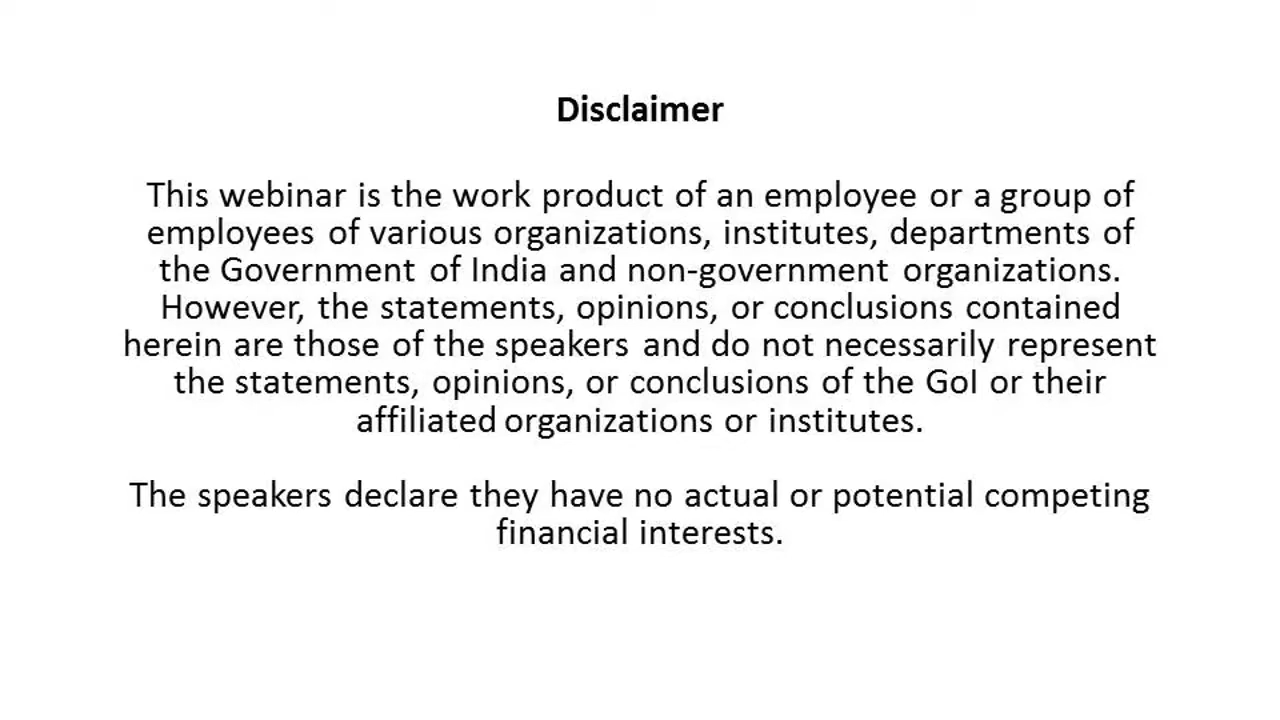 Disclaimer
This webinar is the work product of an employee or a group of
employees of various organizations, institutes, departments of
the Government of India and non-government organizations.
However, the statements, opinions, or conclusions contained
herein are those of the speakers and do not necessarily represent
the statements, opinions, or conclusions of the GoI or their
affiliated organizations or institutes.
The speakers declare they have no actual or potential competing
financial interests.